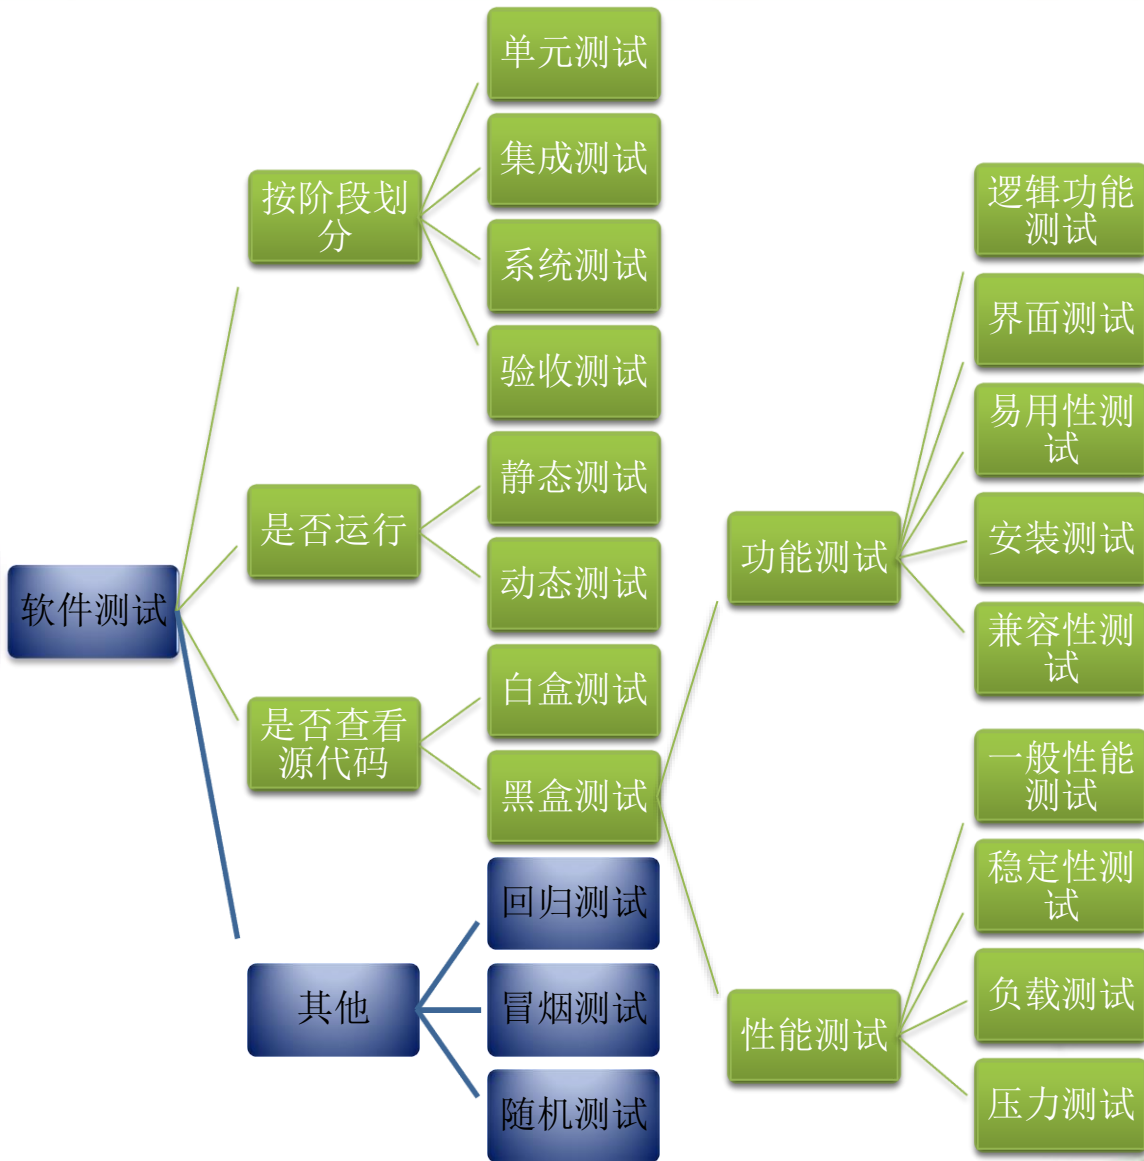 软件测试
按阶段划
分
单元测试
集成测试
系统测试
验收测试
是否运行
静态测试
动态测试
是否查看
源代码
白盒测试
黑盒测试
功能测试
逻辑功能
测试
界面测试
易用性测
试
安装测试
兼容性测
试
性能测试
一般性能
测试
稳定性测
试
负载测试
压力测试
其他
回归测试
冒烟测试
随机测试